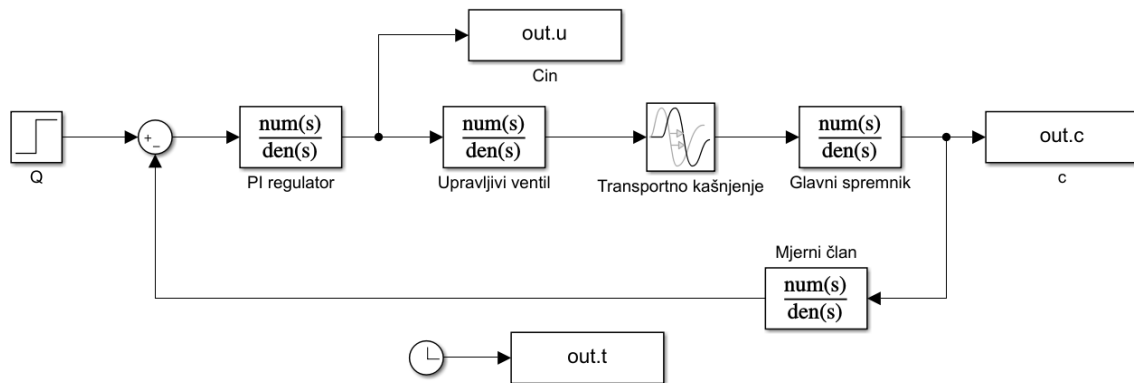 out.u
Cin
Q
+
−
num(s)
den(s)
PI regulator
num(s)
den(s)
Upravljivi ventil
Transportno kašnjenje
num(s)
den(s)
Glavni spremnik
out.c
c
Mjerni član
num(s)
den(s)
out.t